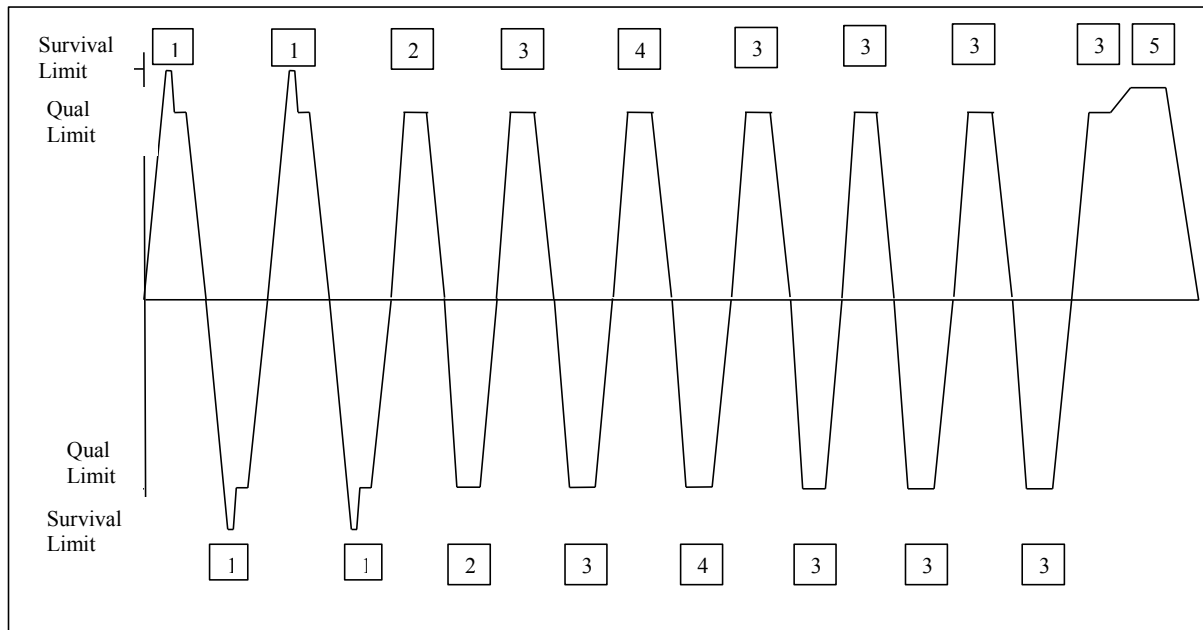 Survival
Limit
1 1 2 3 4 3 3 3 3 5
Qual
Limit
Qual
Limit
Survival
Limit
1 1 2 3 4 3 3 3